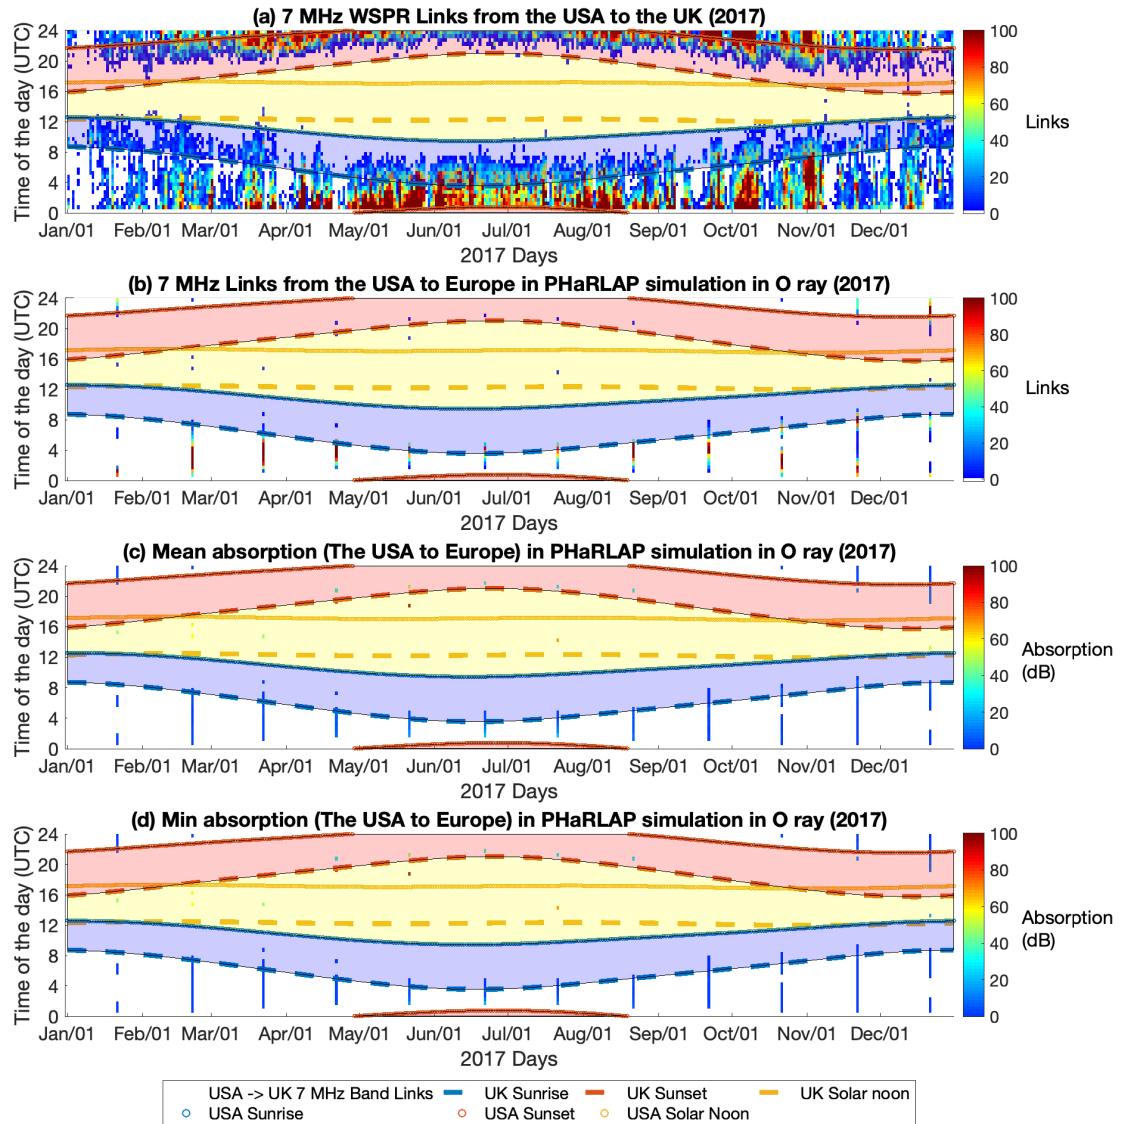 (a) 7 MHz WSPR Links from the USA to the UK (2017)
Time of the day (UTC)
24
20
16
12
8
4
0
Jan/01 Feb/01 Mar/01 Apr/01 May/01 Jun/01 Jul/01 Aug/01 Sep/01 Oct/01 Nov/01 Dec/01
2017 Days
100
80
60
40
20
0
Links
(b) 7 MHz Links from the USA to Europe in PHaRLAP simulation in O ray (2017)
Time of the day (UTC)
24
20
16
12
8
4
0
Jan/01 Feb/01 Mar/01 Apr/01 May/01 Jun/01 Jul/01 Aug/01 Sep/01 Oct/01 Nov/01 Dec/01
2017 Days
100
80
60
40
20
0
Links
(c) Mean absorption (The USA to Europe) in PHaRLAP simulation in O ray (2017)
Time of the day (UTC)
24
20
16
12
8
4
0
Jan/01 Feb/01 Mar/01 Apr/01 May/01 Jun/01 Jul/01 Aug/01 Sep/01 Oct/01 Nov/01 Dec/01
2017 Days
100
80
60
40
20
0
Absorption
(dB)
(d) Min absorption (The USA to Europe) in PHaRLAP simulation in O ray (2017)
Time of the day (UTC)
24
20
16
12
8
4
0
Jan/01 Feb/01 Mar/01 Apr/01 May/01 Jun/01 Jul/01 Aug/01 Sep/01 Oct/01 Nov/01 Dec/01
2017 Days
100
80
60
40
20
0
Absorption
(dB)
USA -> UK 7 MHz Band Links UK Sunrise UK Sunset UK Solar noon
USA Sunrise USA Sunset USA Solar Noon